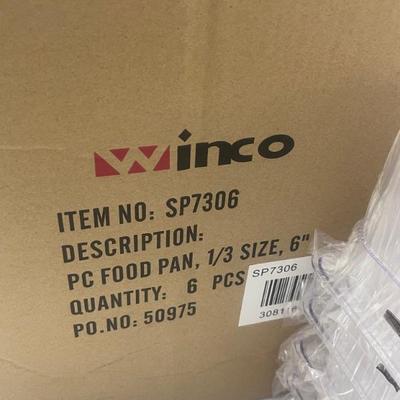 Winco
ITEM NO: SP7306
DESCRIPTION:
PC FOOD PAN, 1/3 SIZE, 6"
QUANTITY: 6 PCS
PO.NO: 50975
SP7306